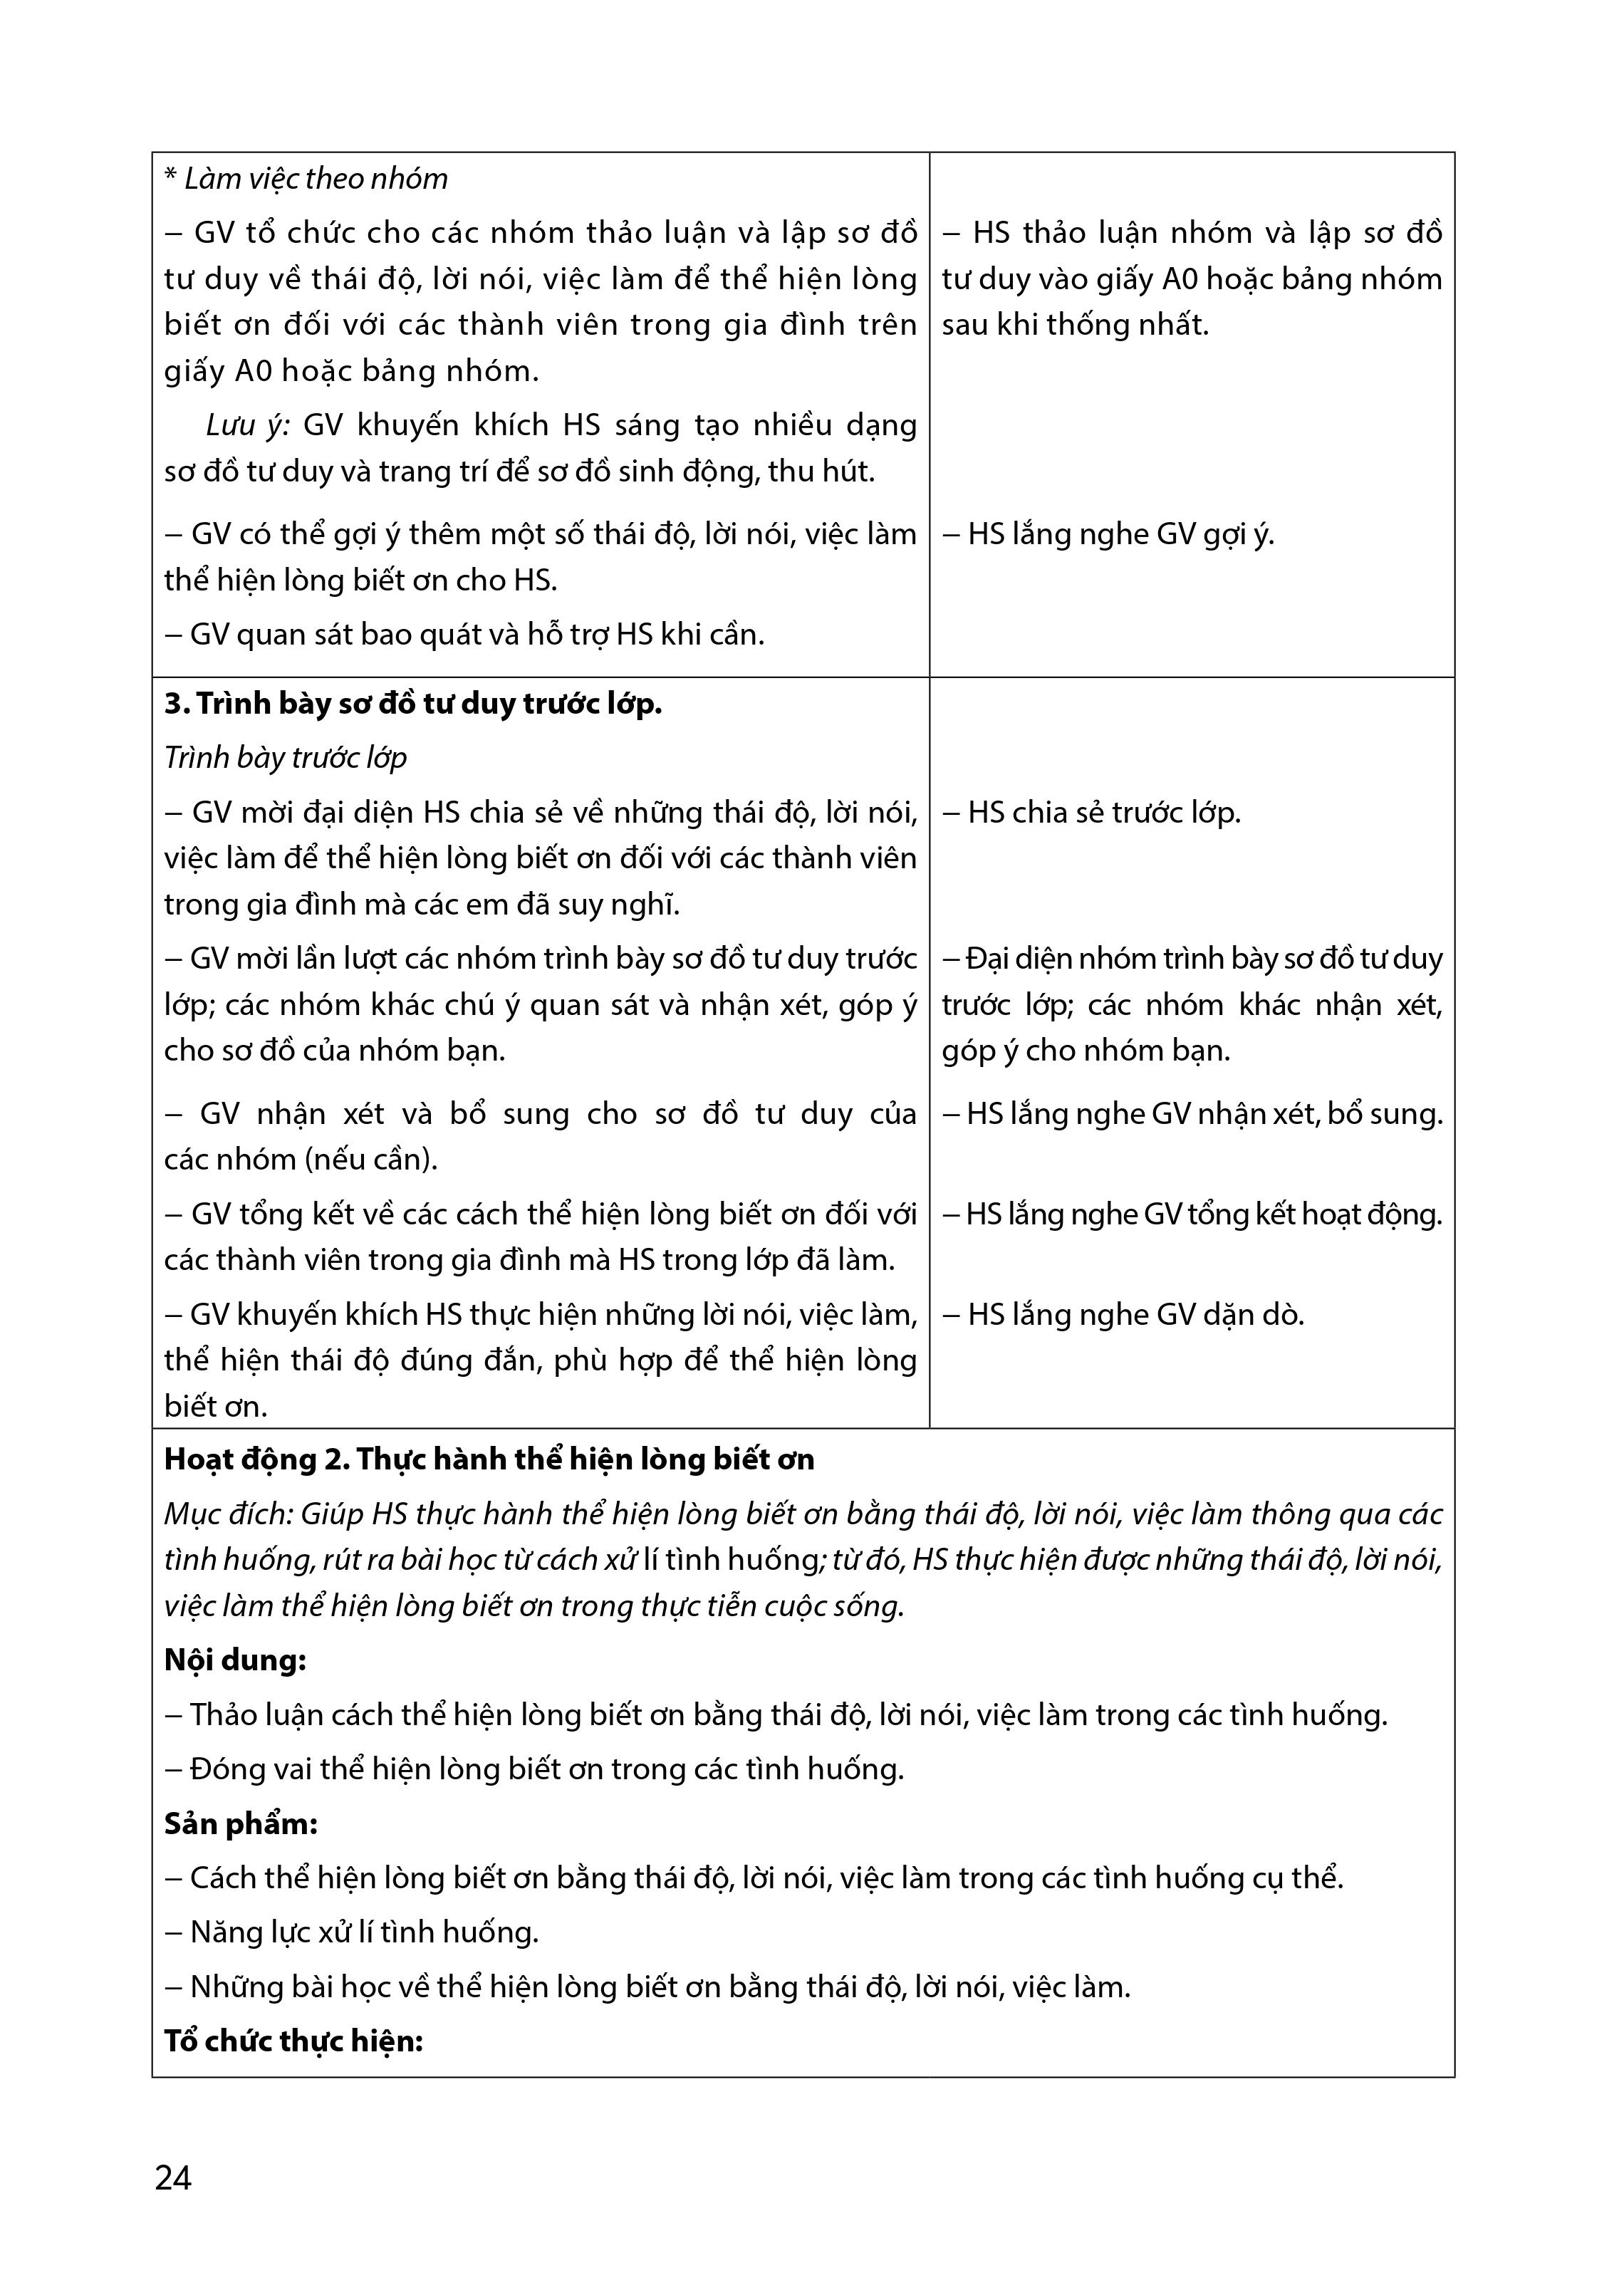 * Làm việc theo nhóm
– GV tổ chức cho các nhóm thảo luận và lập sơ đồ
tư duy về thái độ, lời nói, việc làm để thể hiện lòng
biết ơn đối với các thành viên trong gia đình trên
giấy A0 hoặc bảng nhóm.
– HS thảo luận nhóm và lập sơ đồ
tư duy vào giấy A0 hoặc bảng nhóm
sau khi thống nhất.
Lưu ý: GV khuyến khích HS sáng tạo nhiều dạng
sơ đồ tư duy và trang trí để sơ đồ sinh động, thu hút.
– GV có thể gợi ý thêm một số thái độ, lời nói, việc làm
thể hiện lòng biết ơn cho HS.
– HS lắng nghe GV gợi ý.
– GV quan sát bao quát và hỗ trợ HS khi cần.
3. Trình bày sơ đồ tư duy trước lớp.
Trình bày trước lớp
– GV mời đại diện HS chia sẻ về những thái độ, lời nói,
việc làm để thể hiện lòng biết ơn đối với các thành viên
trong gia đình mà các em đã suy nghĩ.
– HS chia sẻ trước lớp.
– GV mời lần lượt các nhóm trình bày sơ đồ tư duy trước
lớp; các nhóm khác chú ý quan sát và nhận xét, góp ý
cho sơ đồ của nhóm bạn.
– Đại diện nhóm trình bày sơ đồ tư duy
trước lớp; các nhóm khác nhận xét,
góp ý cho nhóm bạn.
– GV nhận xét và bổ sung cho sơ đồ tư duy của
các nhóm (nếu cần).
– HS lắng nghe GV nhận xét, bổ sung.
– GV tổng kết về các cách thể hiện lòng biết ơn đối với
các thành viên trong gia đình mà HS trong lớp đã làm.
– HS lắng nghe GV tổng kết hoạt động.
– GV khuyến khích HS thực hiện những lời nói, việc làm,
thể hiện thái độ đúng đắn, phù hợp để thể hiện lòng
biết ơn.
– HS lắng nghe GV dặn dò.
Hoạt động 2. Thực hành thể hiện lòng biết ơn
Mục đích: Giúp HS thực hành thể hiện lòng biết ơn bằng thái độ, lời nói, việc làm thông qua các
tình huống, rút ra bài học từ cách xử lí tình huống; từ đó, HS thực hiện được những thái độ, lời nói,
việc làm thể hiện lòng biết ơn trong thực tiễn cuộc sống.
Nội dung:
– Thảo luận cách thể hiện lòng biết ơn bằng thái độ, lời nói, việc làm trong các tình huống.
– Đóng vai thể hiện lòng biết ơn trong các tình huống.
Sản phẩm:
– Cách thể hiện lòng biết ơn bằng thái độ, lời nói, việc làm trong các tình huống cụ thể.
– Năng lực xử lí tình huống.
– Những bài học về thể hiện lòng biết ơn bằng thái độ, lời nói, việc làm.
Tổ chức thực hiện:
24